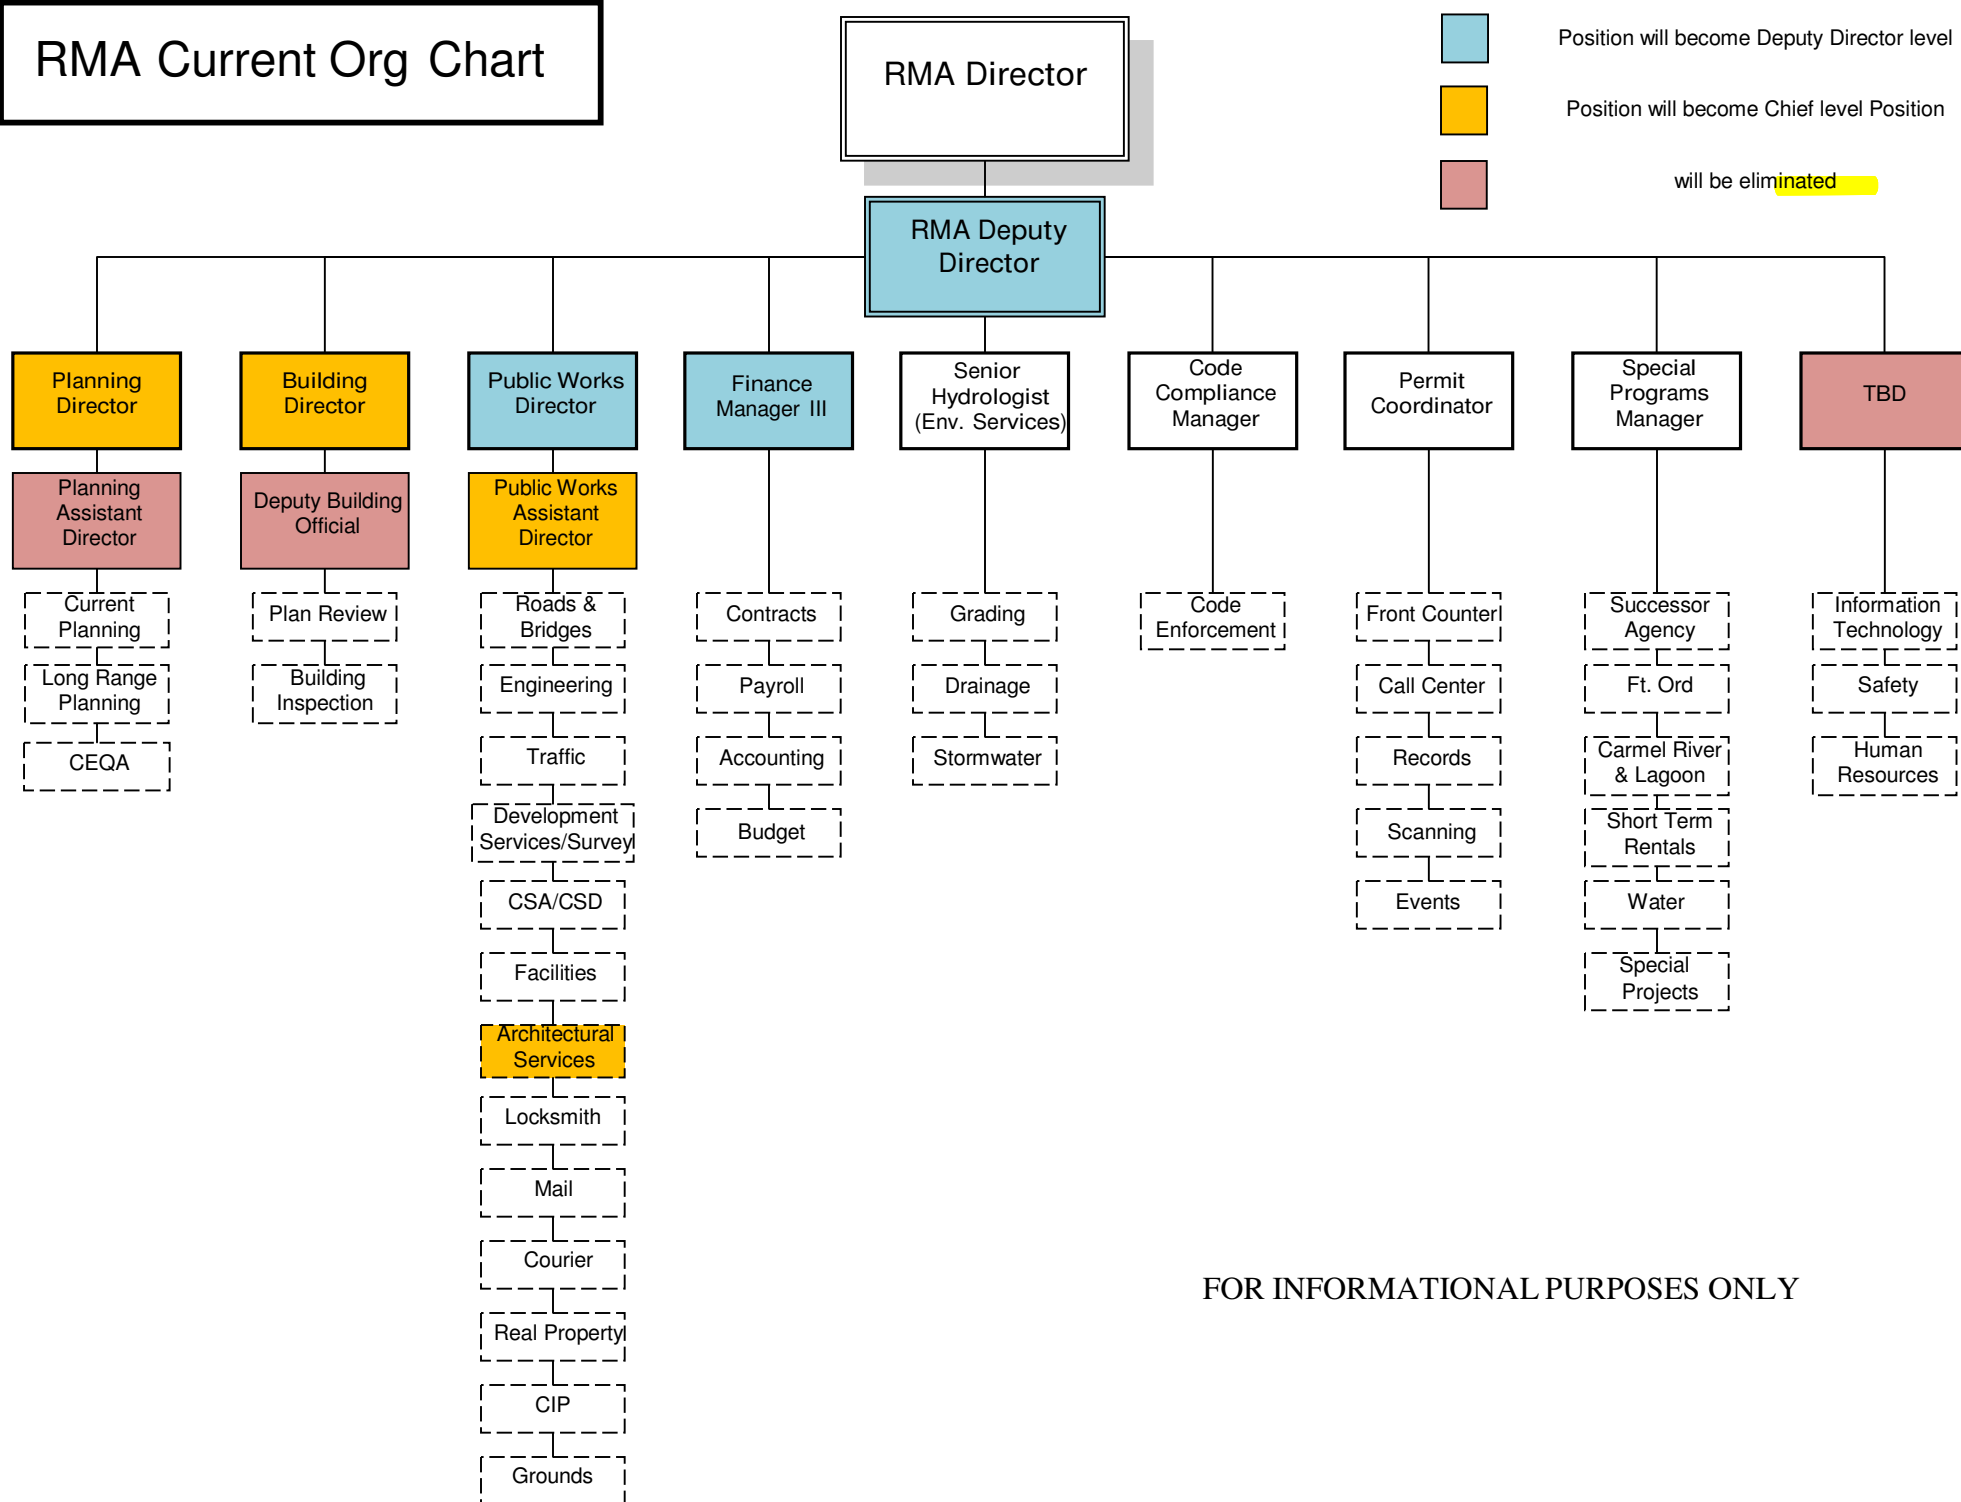 RMA Current Org Chart
RMA Director
Position will become Deputy Director level
Position will become Chief level Position
will be eliminated
RMA Deputy
Director
Planning
Director
Building
Director
Public Works
Director
Finance
Manager III
Senior
Hydrologist
(Env. Services)
Code
Compliance
Manager
Permit
Coordinator
Special
Programs
Manager
TBD
Planning
Assistant
Director
Deputy Building
Official
Public Works
Assistant
Director
Current
Planning
Long Range
Planning
CEQA
Plan Review
Building
Inspection
Roads &
Bridges
Engineering
Traffic
Development
Services/Survey
CSA/CSD
Facilities
Architectural
Services
Locksmith
Mail
Courier
Real Property
CIP
Grounds
Contracts
Payroll
Accounting
Budget
Grading
Drainage
Stormwater
Code
Enforcement
Front Counter
Call Center
Records
Scanning
Events
Successor
Agency
Ft. Ord
Carmel River
& Lagoon
Short Term
Rentals
Water
Special
Projects
Information
Technology
Safety
Human
Resources
FOR INFORMATIONAL PURPOSES ONLY